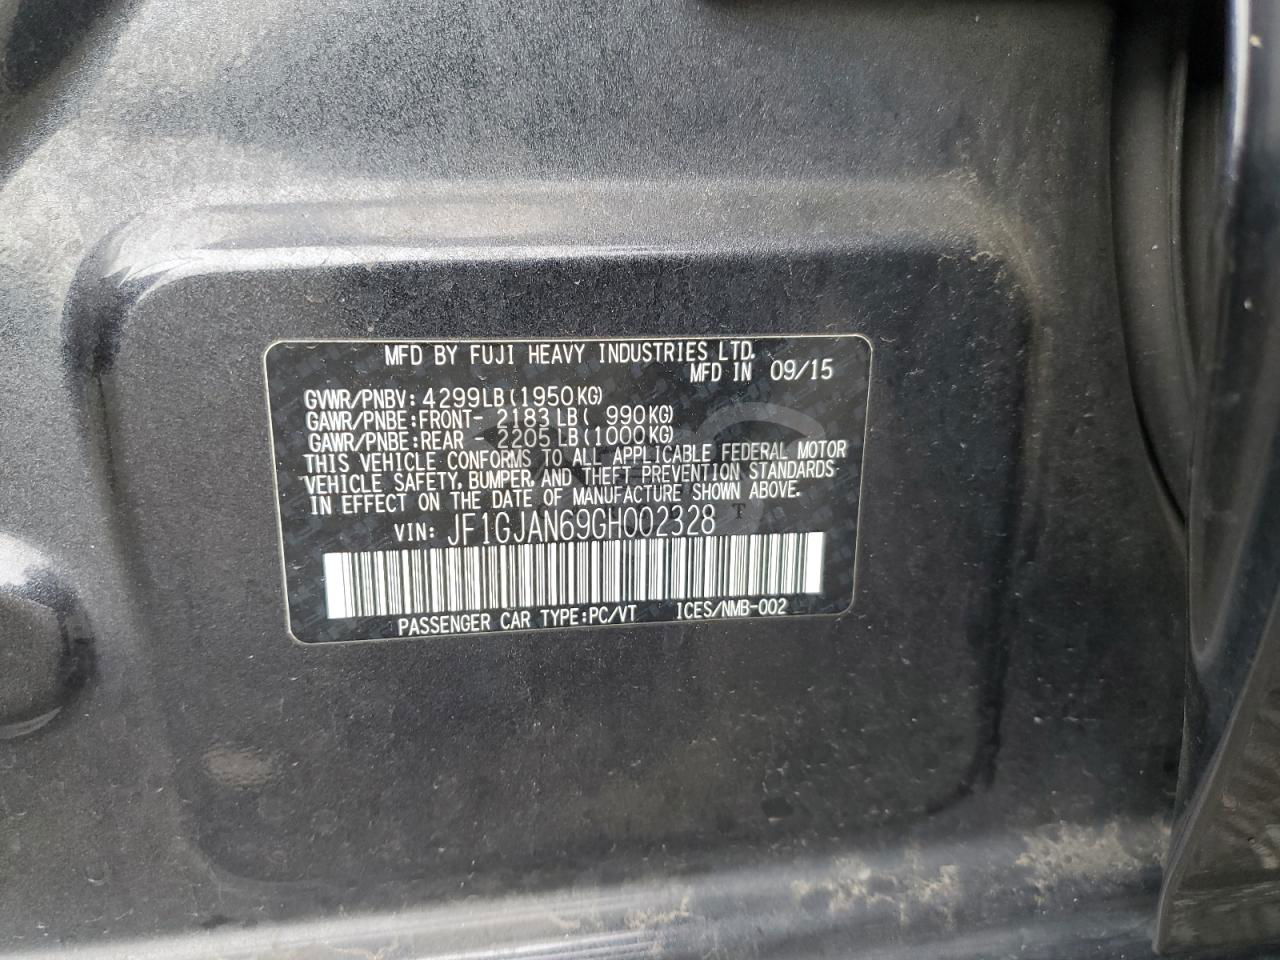 MFD BY FUJI HEAVY INDUSTRIES LTD.
MFD IN 09/15
GVWR/PNBV: 4299LB(1950KG)
GAWR/PNBE:FRONT- 2183LB( 990KG)
GAWR/PNBE:REAR - 2205LB(1000KG)
THIS VEHICLE CONFORMS TO ALL APPLICABLE FEDERAL MOTOR
VEHICLE SAFETY, BUMPER, AND THEFT PREVENTION STANDARDS
IN EFFECT ON THE DATE OF MANUFACTURE SHOWN ABOVE.
VIN: JF1GJAN69GH002328
PASSENGER CAR TYPE:PC/VT ICES/NMB-002